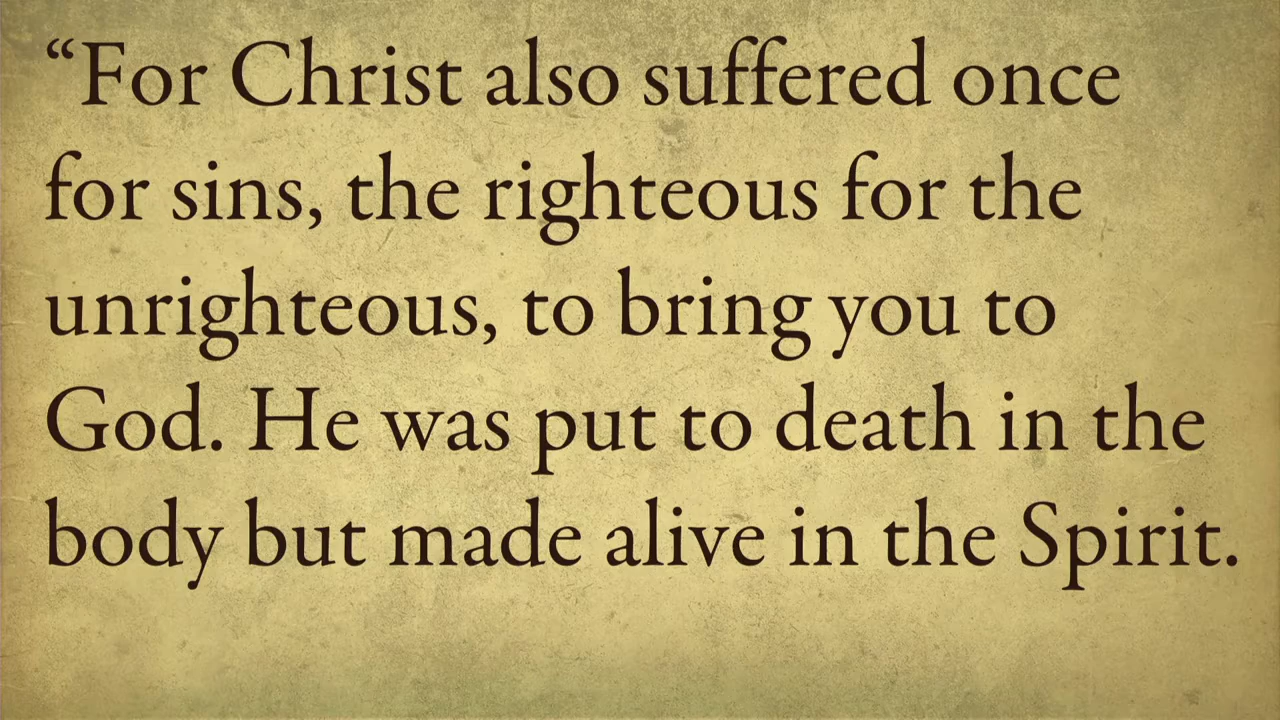 “For Christ also suffered once
for sins, the righteous for the
unrighteous, to bring you to
God. He was put to death in the
body but made alive in the Spirit.